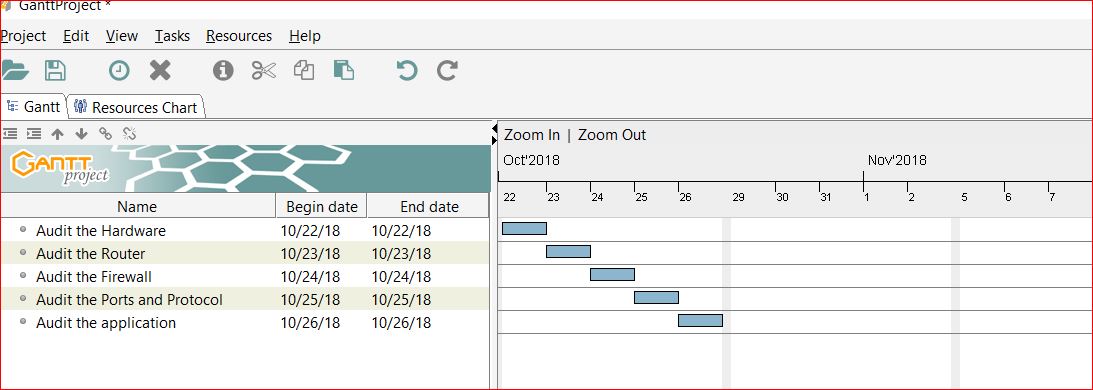 GanttProject *
Project Edit View Tasks Resources Help
Gantt Resources Chart
Zoom In | Zoom Out
GANTT project
Oct'2018 Nov'2018
22 23 24 25 26 29 30 31 1 2 5 6 7
Name Begin date End date
Audit the Hardware 10/22/18 10/22/18
Audit the Router 10/23/18 10/23/18
Audit the Firewall 10/24/18 10/24/18
Audit the Ports and Protocol 10/25/18 10/25/18
Audit the application 10/26/18 10/26/18